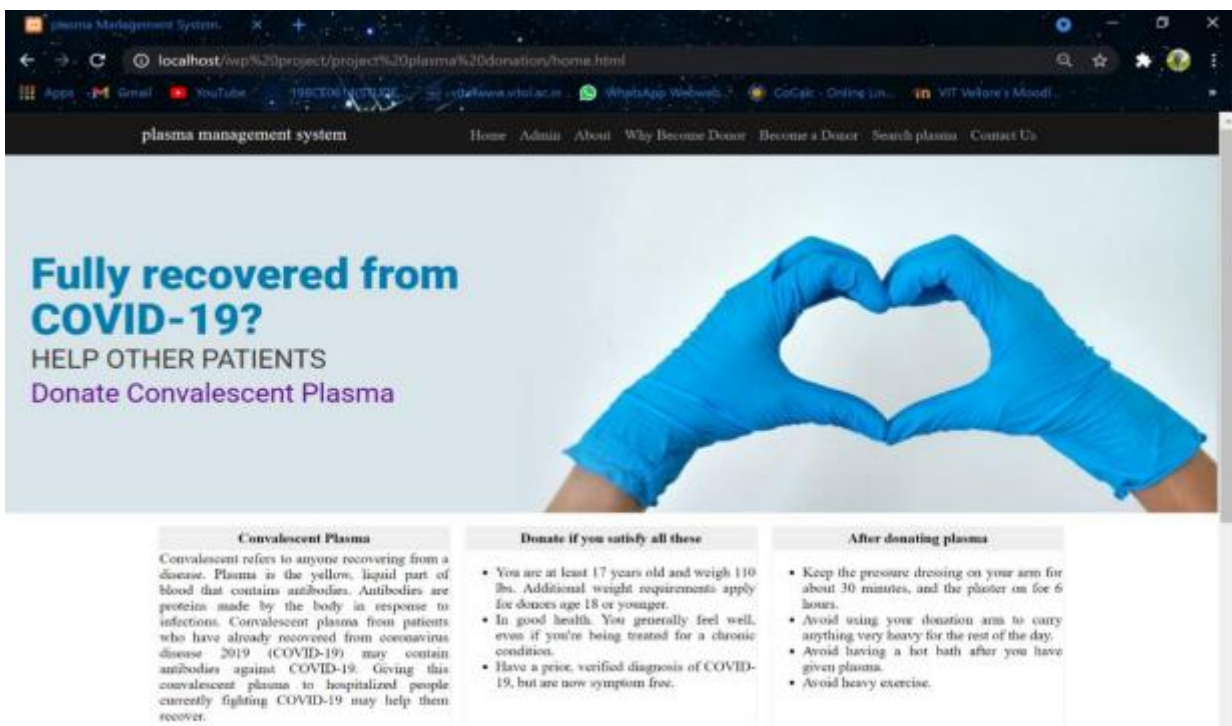 plasma Management System.
localhost/iwp%20project/project%20plasma%20donation/home.html
Apps Gmail YouTube WhatsApp CoCalc - Online VIT Vellore's Moodl...
plasma management system Home Admin About Why Become Donor Become a Donor Search plasma Contact Us
Fully recovered from
COVID-19?
HELP OTHER PATIENTS
Donate Convalescent Plasma
Convalescent Plasma
Convalescent refers to anyone recovering from a
disease. Plasma is the yellow, liquid part of
blood that contains antibodies. Antibodies are
proteins made by the body in response to
infections. Convalescent plasma from patients
who have already recovered from coronavirus
disease 2019 (COVID-19) may contain
antibodies against COVID-19. Giving this
convalescent plasma to hospitalized people
currently fighting COVID-19 may help them
recover.
Donate if you satisfy all these
• You are at least 17 years old and weigh 110
lbs. Additional weight requirements apply
for donors age 18 or younger.
• In good health. You generally feel well,
even if you're being treated for a chronic
condition.
• Have a prior, verified diagnosis of COVID-
19, but are now symptom free.
After donating plasma
• Keep the pressure dressing on your arm for
about 30 minutes, and the plaster on for 6
hours.
• Avoid using your donation arm to carry
anything very heavy for the rest of the day.
• Avoid having a hot bath after you have
given plasma.
• Avoid heavy exercise.